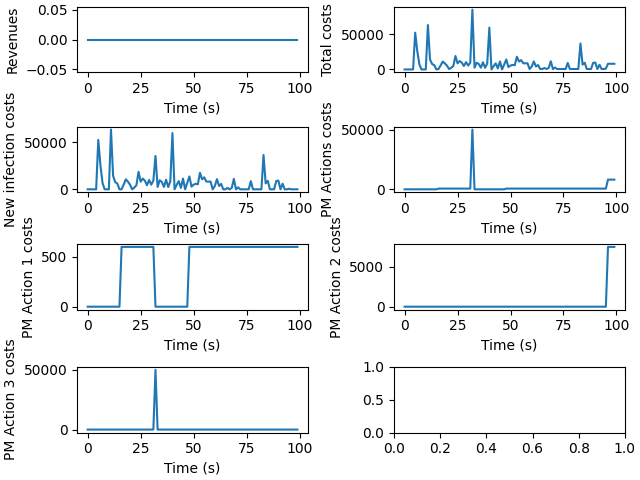 Revenues
0.05
0.00
−0.05
0 25 50 75 100
Time (s)
Total costs
50000
0
0 25 50 75 100
Time (s)
New infection costs
50000
0
0 25 50 75 100
Time (s)
PM Actions costs
50000
0
0 25 50 75 100
Time (s)
PM Action 1 costs
500
0
0 25 50 75 100
Time (s)
PM Action 2 costs
5000
0
0 25 50 75 100
Time (s)
PM Action 3 costs
50000
0
0 25 50 75 100
Time (s)
1.0
0.5
0.0
0.0 0.2 0.4 0.6 0.8 1.0